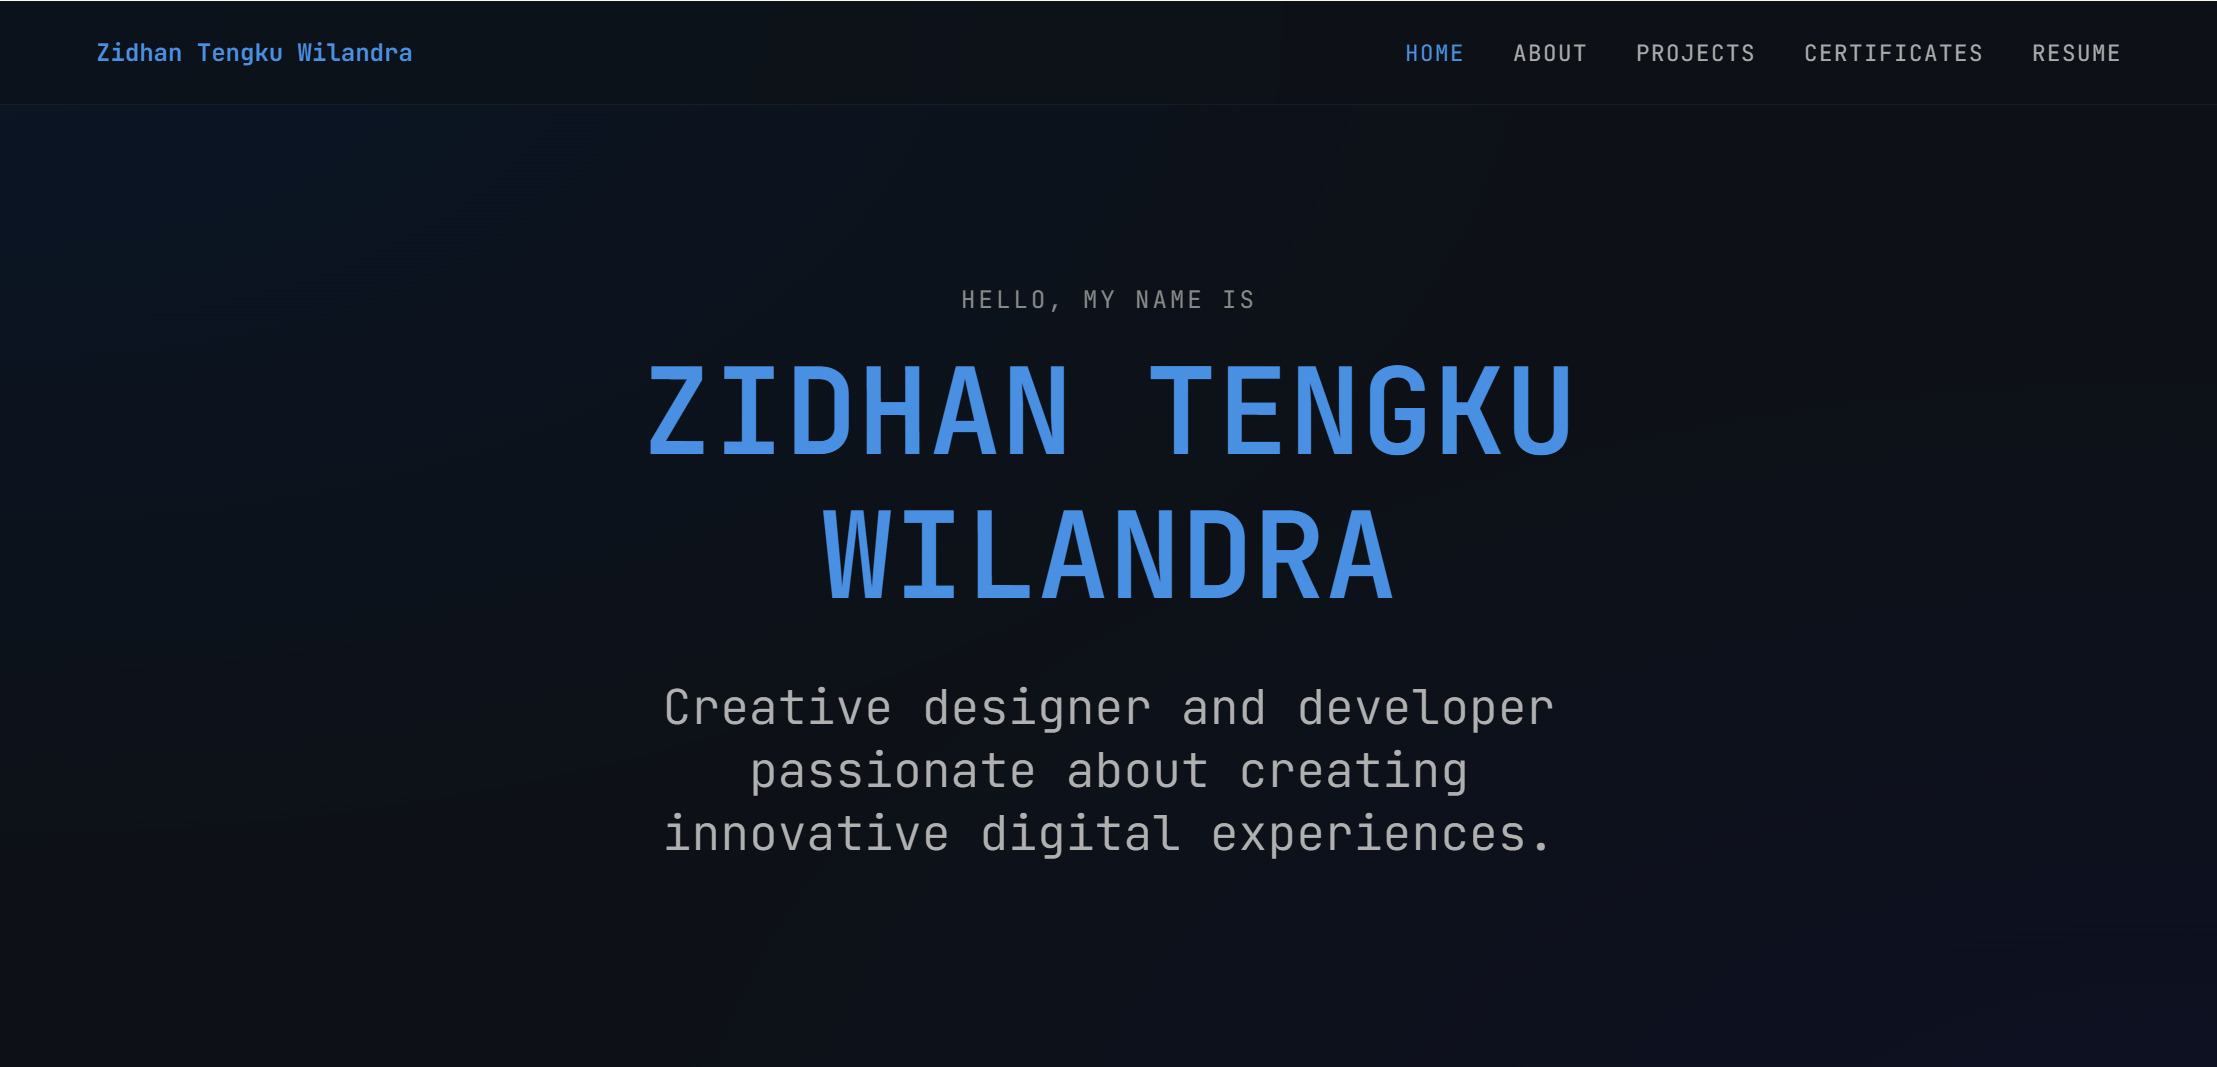 Zidhan Tengku Wilandra
HOME ABOUT PROJECTS CERTIFICATES RESUME
HELLO, MY NAME IS
ZIDHAN TENGKU
WILANDRA
Creative designer and developer
passionate about creating
innovative digital experiences.